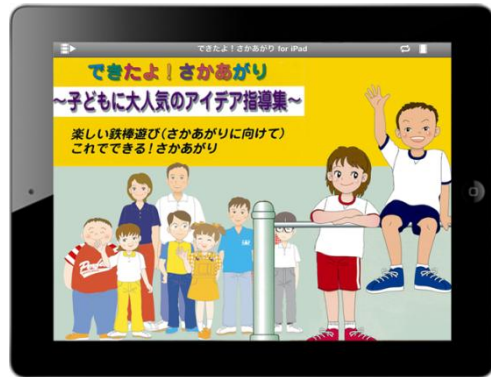 できたよ！さかあがり for iPad
できたよ！さかあがり
～子どもに大人気のアイデア指導集～
楽しい鉄棒遊び（さかあがりに向けて）
これでできる！さかあがり